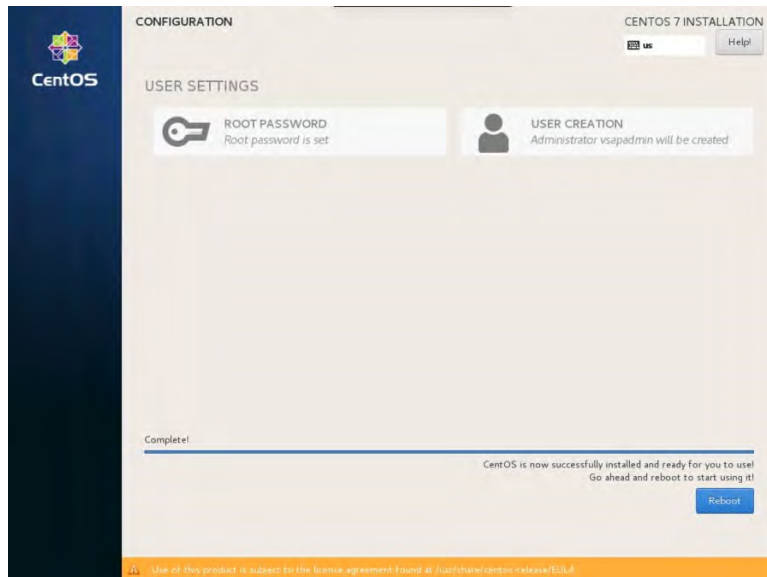 CONFIGURATION
CENTOS 7 INSTALLATION
us
Help!
CentOS
USER SETTINGS
ROOT PASSWORD
Root password is set
USER CREATION
Administrator vsapadmin will be created
Complete!
CentOS is now successfully installed and ready for you to use!
Go ahead and reboot to start using it!
Reboot
Use of this product is subject to the license agreement found at /usr/share/centos-release/EULA